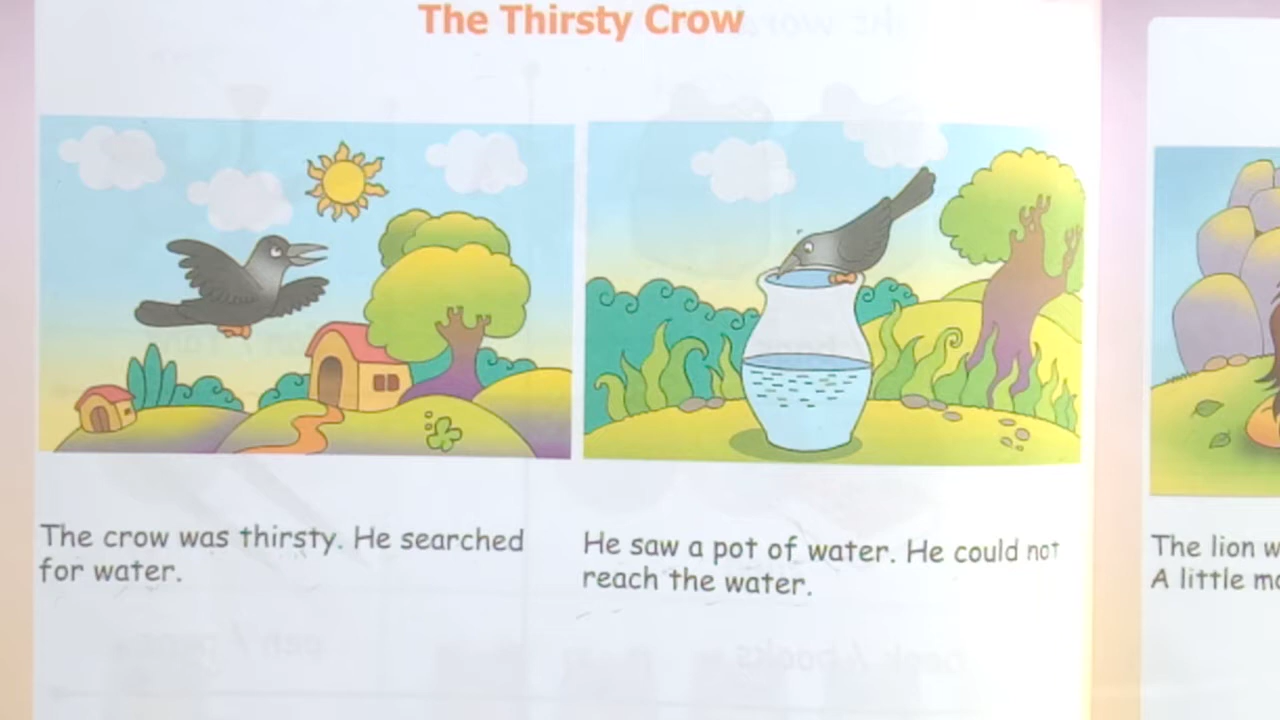 The Thirsty Crow
The crow was thirsty. He searched
for water.
He saw a pot of water. He could not
reach the water.
The lion
A little